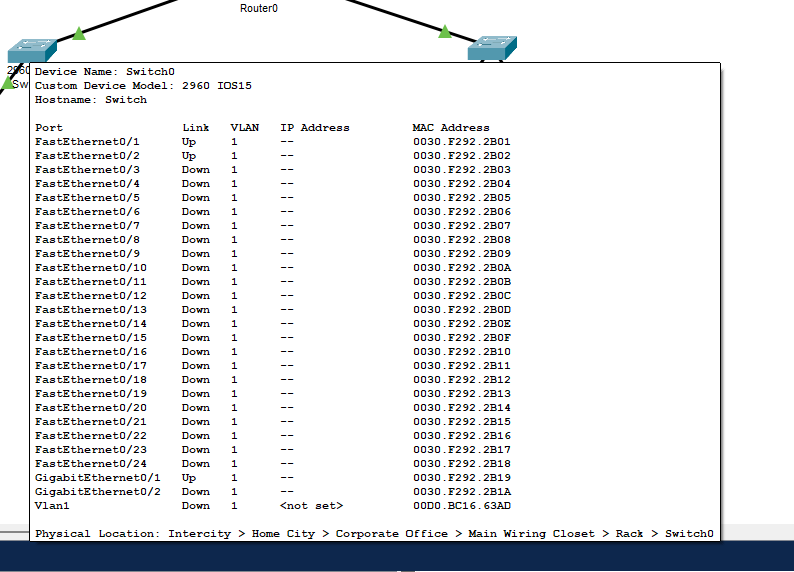 Router0
2960
Sw
Device Name: Switch0
Custom Device Model: 2960 IOS15
Hostname: Switch
Port Link VLAN IP Address MAC Address
FastEthernet0/1 Up 1 -- 0030.F292.2B01
FastEthernet0/2 Up 1 -- 0030.F292.2B02
FastEthernet0/3 Down 1 -- 0030.F292.2B03
FastEthernet0/4 Down 1 -- 0030.F292.2B04
FastEthernet0/5 Down 1 -- 0030.F292.2B05
FastEthernet0/6 Down 1 -- 0030.F292.2B06
FastEthernet0/7 Down 1 -- 0030.F292.2B07
FastEthernet0/8 Down 1 -- 0030.F292.2B08
FastEthernet0/9 Down 1 -- 0030.F292.2B09
FastEthernet0/10 Down 1 -- 0030.F292.2B0A
FastEthernet0/11 Down 1 -- 0030.F292.2B0B
FastEthernet0/12 Down 1 -- 0030.F292.2B0C
FastEthernet0/13 Down 1 -- 0030.F292.2B0D
FastEthernet0/14 Down 1 -- 0030.F292.2B0E
FastEthernet0/15 Down 1 -- 0030.F292.2B0F
FastEthernet0/16 Down 1 -- 0030.F292.2B10
FastEthernet0/17 Down 1 -- 0030.F292.2B11
FastEthernet0/18 Down 1 -- 0030.F292.2B12
FastEthernet0/19 Down 1 -- 0030.F292.2B13
FastEthernet0/20 Down 1 -- 0030.F292.2B14
FastEthernet0/21 Down 1 -- 0030.F292.2B15
FastEthernet0/22 Down 1 -- 0030.F292.2B16
FastEthernet0/23 Down 1 -- 0030.F292.2B17
FastEthernet0/24 Down 1 -- 0030.F292.2B18
GigabitEthernet0/1 Up 1 -- 0030.F292.2B19
GigabitEthernet0/2 Down 1 -- 0030.F292.2B1A
Vlan1 Down 1 <not set> 00D0.BC16.63AD
Physical Location: Intercity > Home City > Corporate Office > Main Wiring Closet > Rack > Switch0